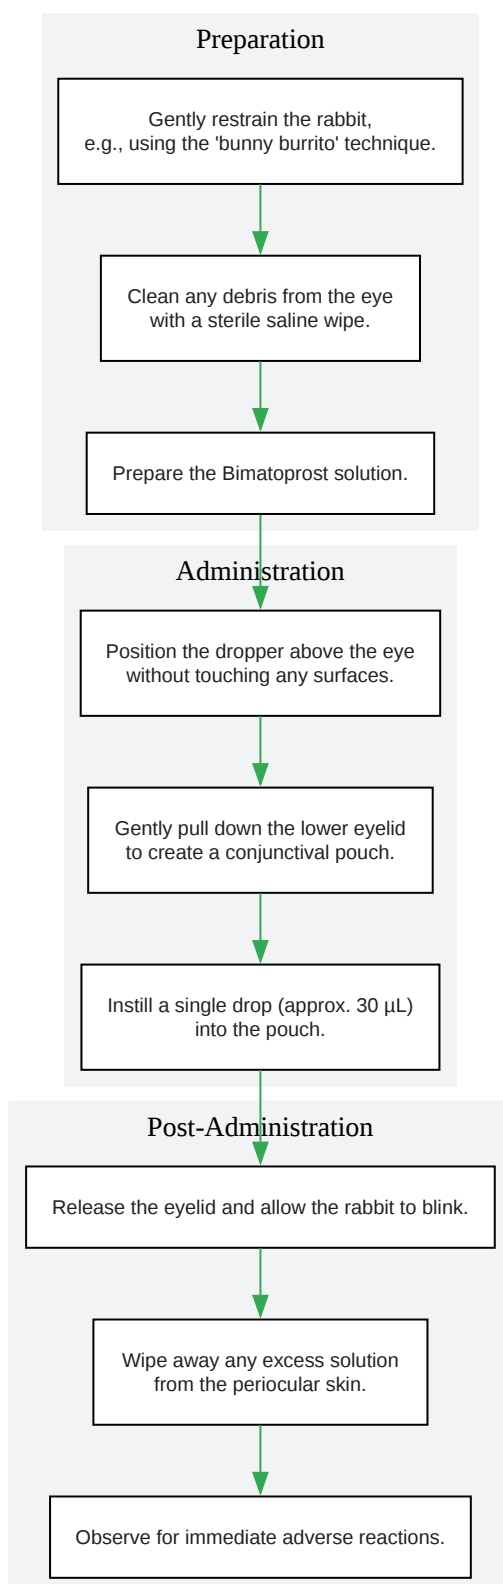 Preparation
Gently restrain the rabbit,
e.g., using the 'bunny burrito' technique.
Clean any debris from the eye
with a sterile saline wipe.
Prepare the Bimatoprost solution.
Administration
Position the dropper above the eye
without touching any surfaces.
Gently pull down the lower eyelid
to create a conjunctival pouch.
Instill a single drop (approx. 30 µL)
into the pouch.
Post-Administration
Release the eyelid and allow the rabbit to blink.
Wipe away any excess solution
from the periocular skin.
Observe for immediate adverse reactions.